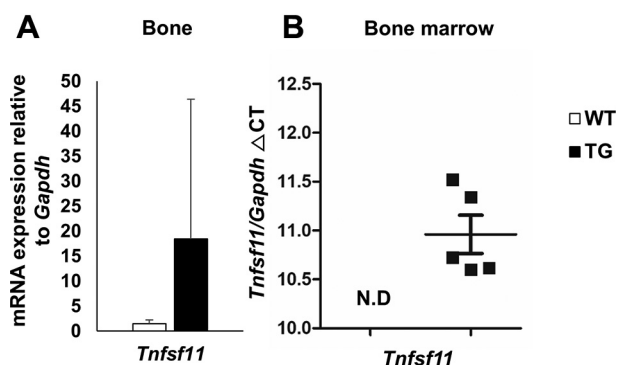 A
Bone
mRNA expression relative
to Gapdh
50
45
40
35
30
25
20
15
10
5
0
Tnfsf11
B
Bone marrow
Tnfsf11/Gapdh △CT
12.5
12.0
11.5
11.0
10.5
10.0
N.D
Tnfsf11
WT
TG